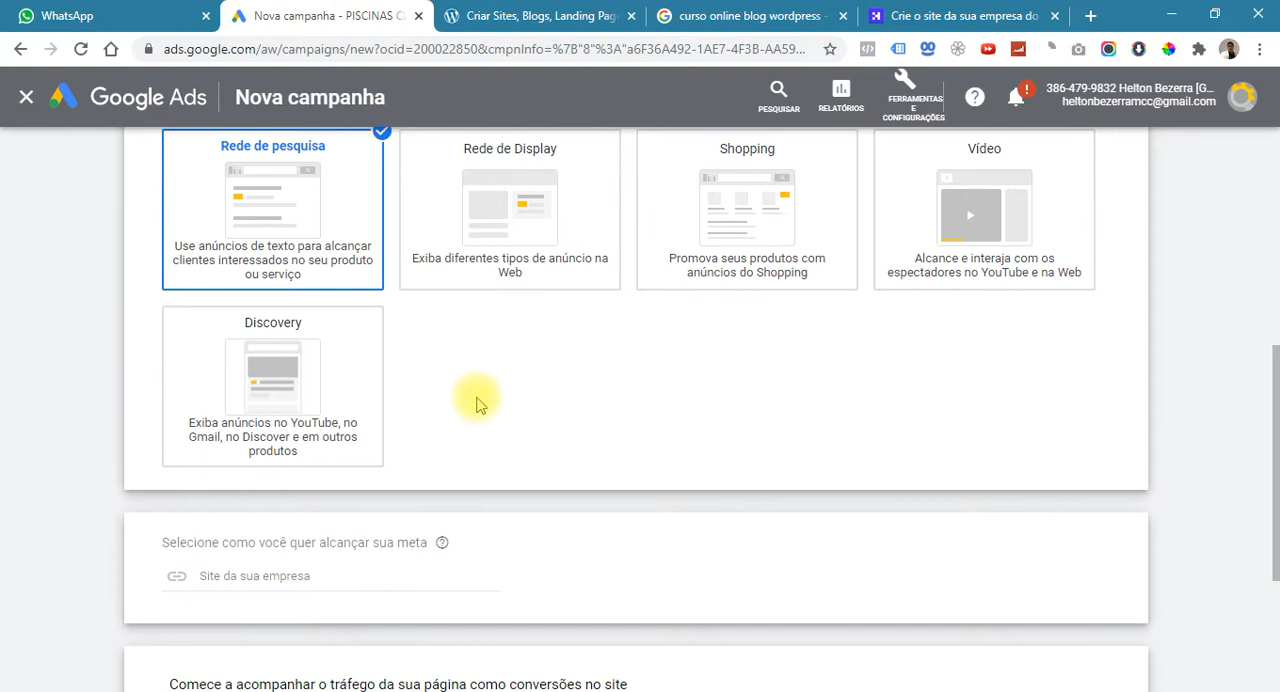 WhatsApp
Nova campanha - PISCINAS C
Criar Sites, Blogs, Landing Page
curso online blog wordpress -
Crie o site da sua empresa do
ads.google.com/aw/campaigns/new?ocid=200022850&cmpnInfo=%7B"8"%3A"a6F36A492-1AE7-4F3B-AA59...
Google Ads
Nova campanha
PESQUISAR
RELATÓRIOS
FERRAMENTAS
E
CONFIGURAÇÕES
386-479-9832 Helton Bezerra [G...
heltonbezerramcc@gmail.com
Rede de pesquisa
Use anúncios de texto para alcançar
clientes interessados no seu produto
ou serviço
Rede de Display
Exiba diferentes tipos de anúncio na
Web
Shopping
Promova seus produtos com
anúncios do Shopping
Vídeo
Alcance e interaja com os
espectadores no YouTube e na Web
Discovery
Exiba anúncios no YouTube, no
Gmail, no Discover e em outros
produtos
Selecione como você quer alcançar sua meta
Site da sua empresa
Comece a acompanhar o tráfego da sua página como conversões no site